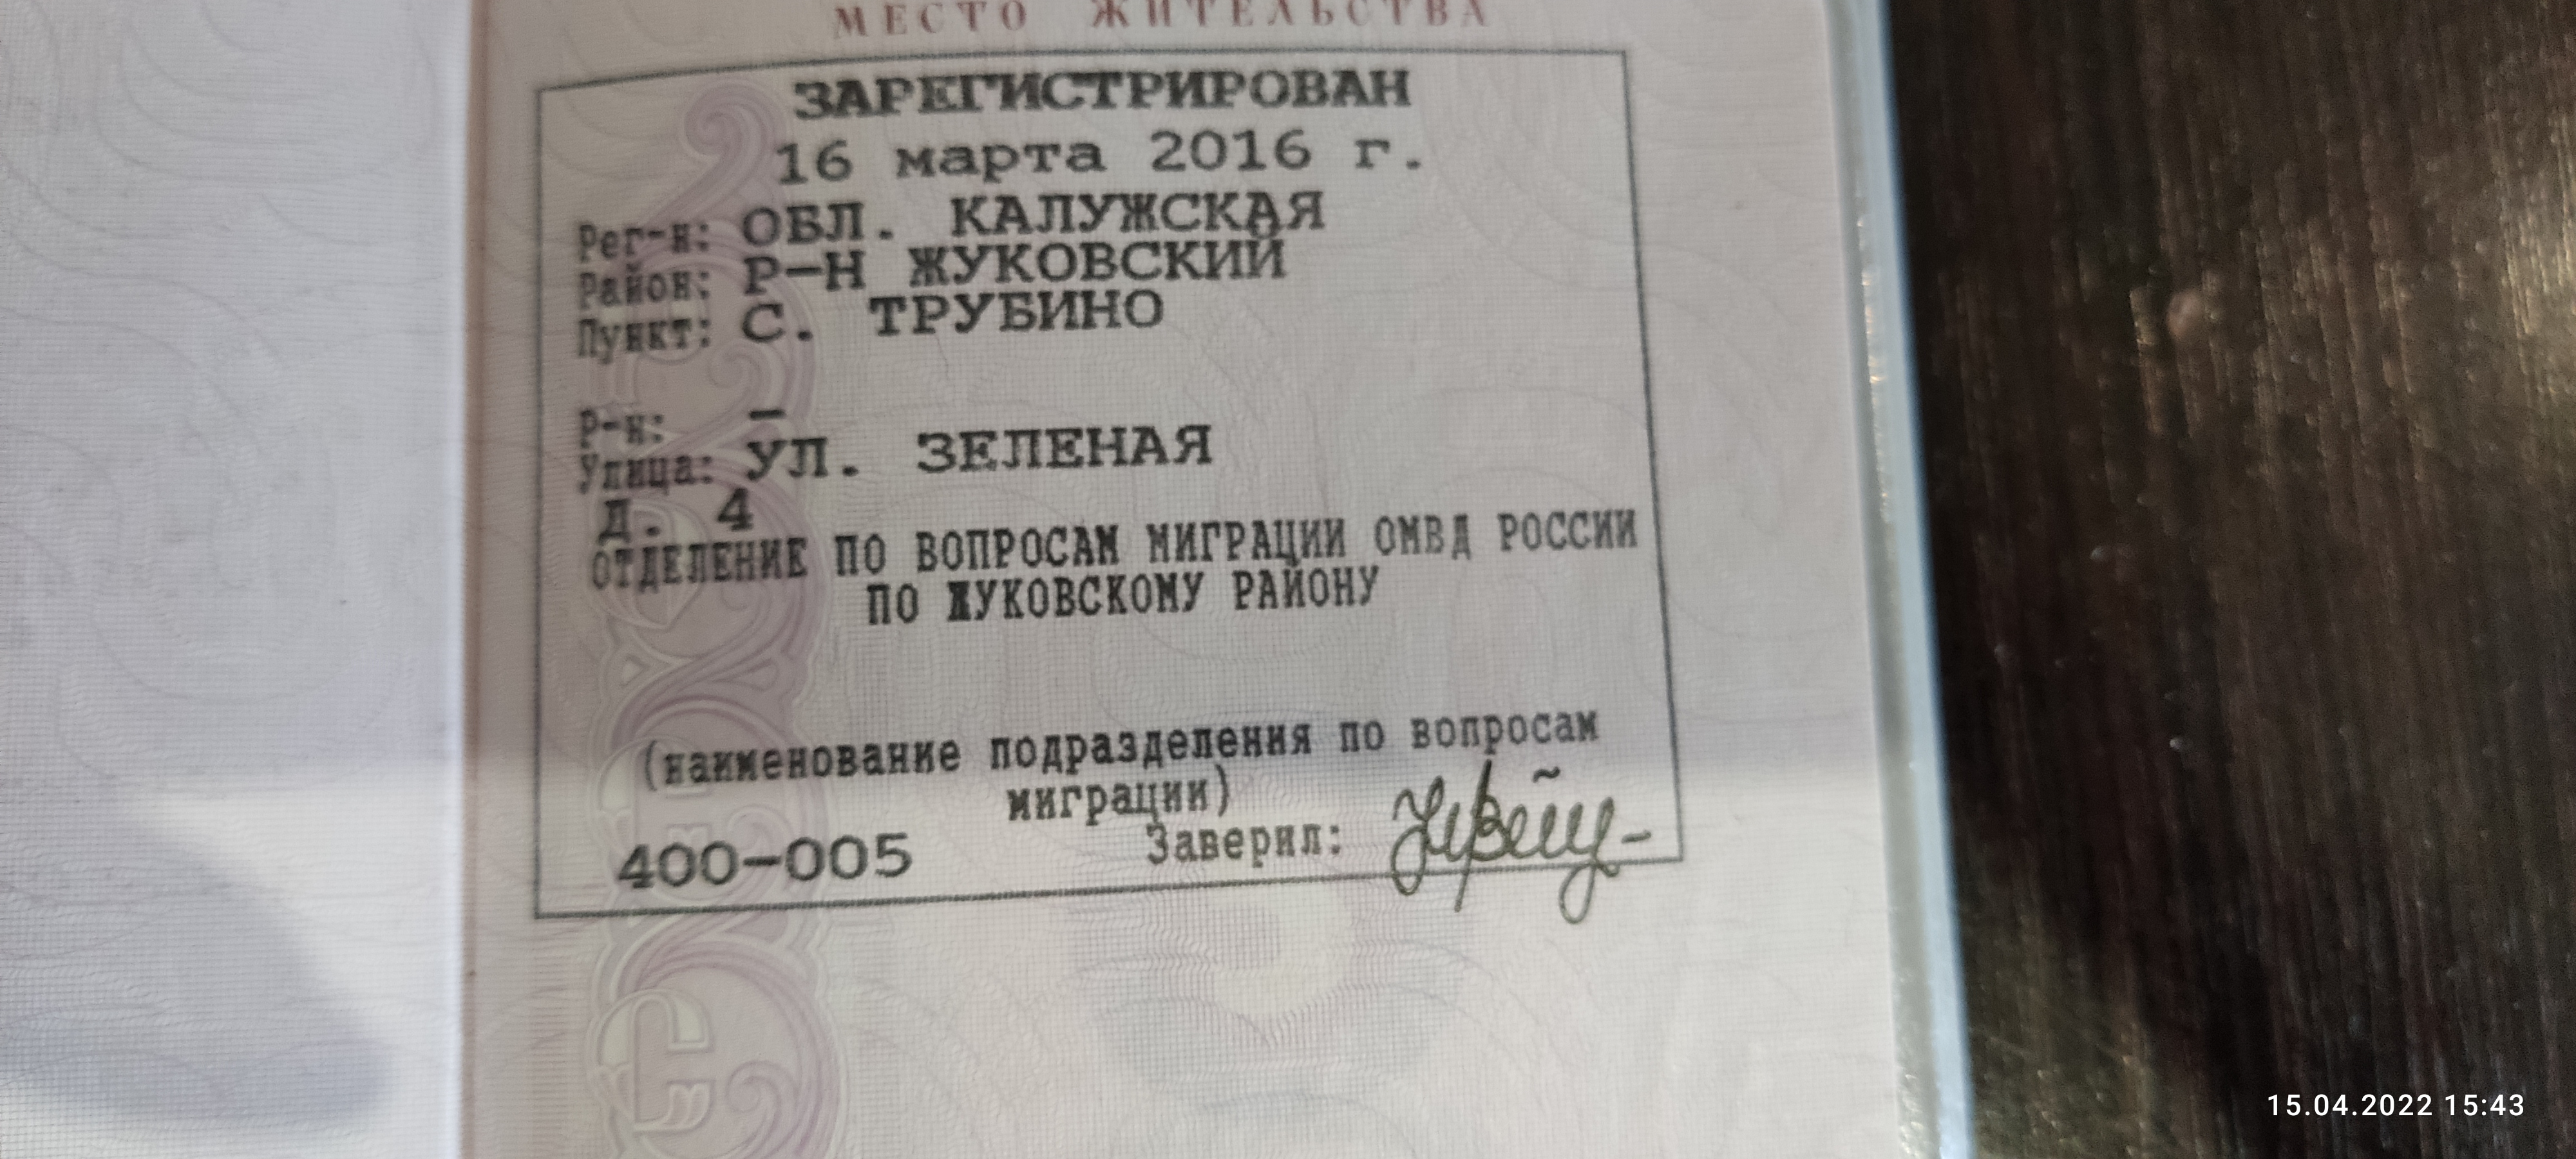 МЕСТО ЖИТЕЛЬСТВА
ЗАРЕГИСТРИРОВАН
16 марта 2016 г.
Рег-н: ОБЛ. КАЛУЖСКАЯ
Район: Р-Н ЖУКОВСКИЙ
Пункт: С. ТРУБИНО
Р-н: –
Улица: УЛ. ЗЕЛЕНАЯ
Д. 4
ОТДЕЛЕНИЕ ПО ВОПРОСАМ МИГРАЦИИ ОМВД РОССИИ
ПО ЖУКОВСКОМУ РАЙОНУ
(наименование подразделения по вопросам
миграции)
400-005 Заверил:
15.04.2022 15:43